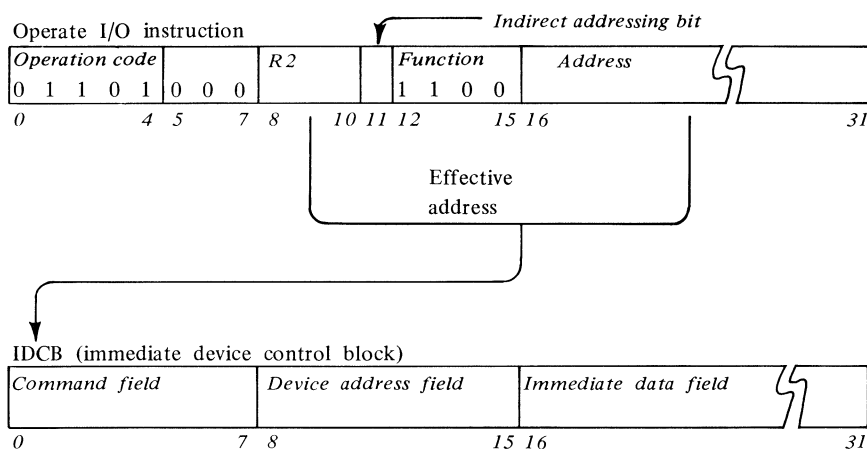 Operate I/O instruction
Indirect addressing bit
Operation code R2 Function Address
0 1 1 0 1 0 0 0 1 1 0 0
0 4 5 7 8 10 11 12 15 16 31
Effective
address
IDCB (immediate device control block)
Command field Device address field Immediate data field
0 7 8 15 16 31